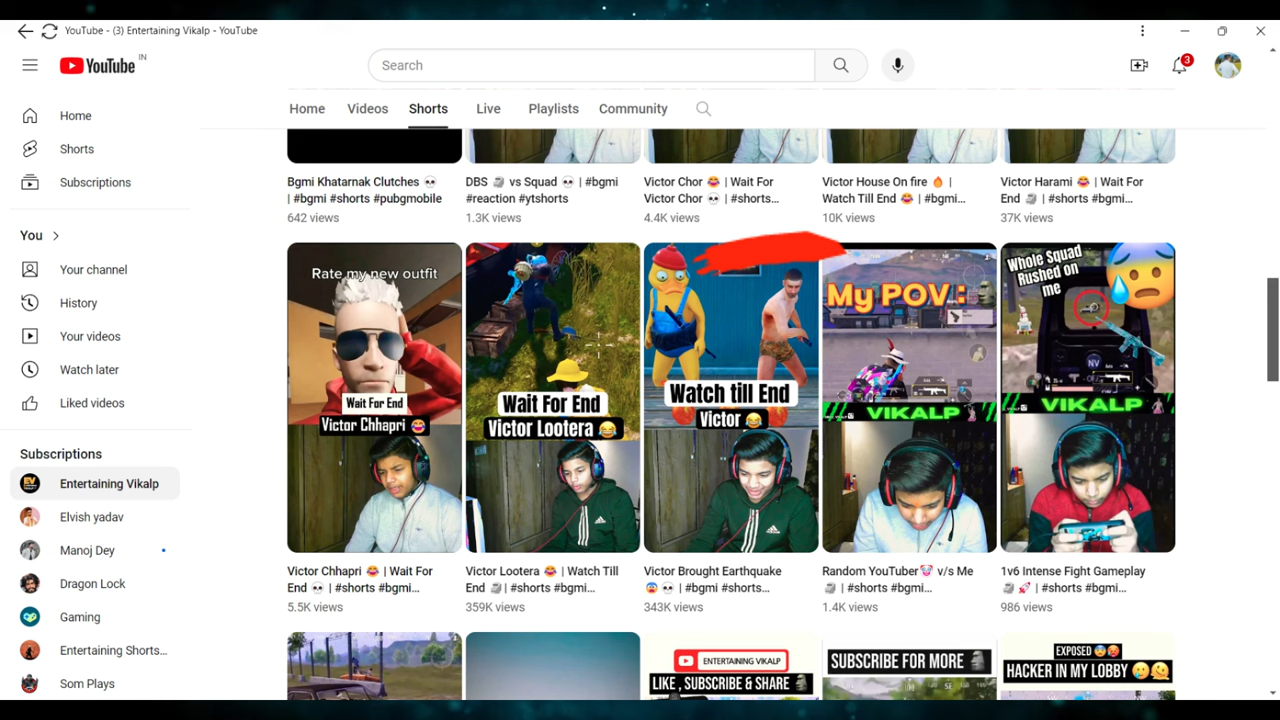 YouTube - (3) Entertaining Vikalp - YouTube
YouTube IN
Search
3
Home
Videos
Shorts
Live
Playlists
Community
Home
Shorts
Subscriptions
You
Your channel
History
Your videos
Watch later
Liked videos
Subscriptions
Entertaining Vikalp
Elvish yadav
Manoj Dey
Dragon Lock
Gaming
Entertaining Shorts...
Som Plays
Bgmi Khatarnak Clutches 💀
| #bgmi #shorts #pubgmobile
642 views
DBS 🗿 vs Squad 💀 | #bgmi
#reaction #ytshorts
1.3K views
Victor Chor 😂 | Wait For
Victor Chor 💀 | #shorts...
4.4K views
Victor House On fire 🔥 |
Watch Till End 😂 | #bgmi...
10K views
Victor Harami 😂 | Wait For
End 🗿 | #shorts #bgmi...
37K views
Rate my new outfit
Wait For End
Victor Chhapri 😂
Victor Chhapri 😂 | Wait For
End 💀 | #shorts #bgmi...
5.5K views
Wait For End
Victor Lootera 😂
Victor Lootera 😂 | Watch Till
End 🗿 | #shorts #bgmi...
359K views
Watch till End
Victor 😂
Victor Brought Earthquake
😱 💀 | #bgmi #shorts...
343K views
My POV :
VIKALP
Random YouTuber🤡 v/s Me
🗿 | #shorts #bgmi...
1.4K views
Whole Squad
Rushed on
me
NV
VIKALP
1v6 Intense Fight Gameplay
🗿 🚀 | #shorts #bgmi...
986 views
ENTERTAINING VIKALP
LIKE , SUBSCRIBE & SHARE 🗿
SUBSCRIBE FOR MORE 🗿
EXPOSED 😨🥵
HACKER IN MY LOBBY 🥲🫠